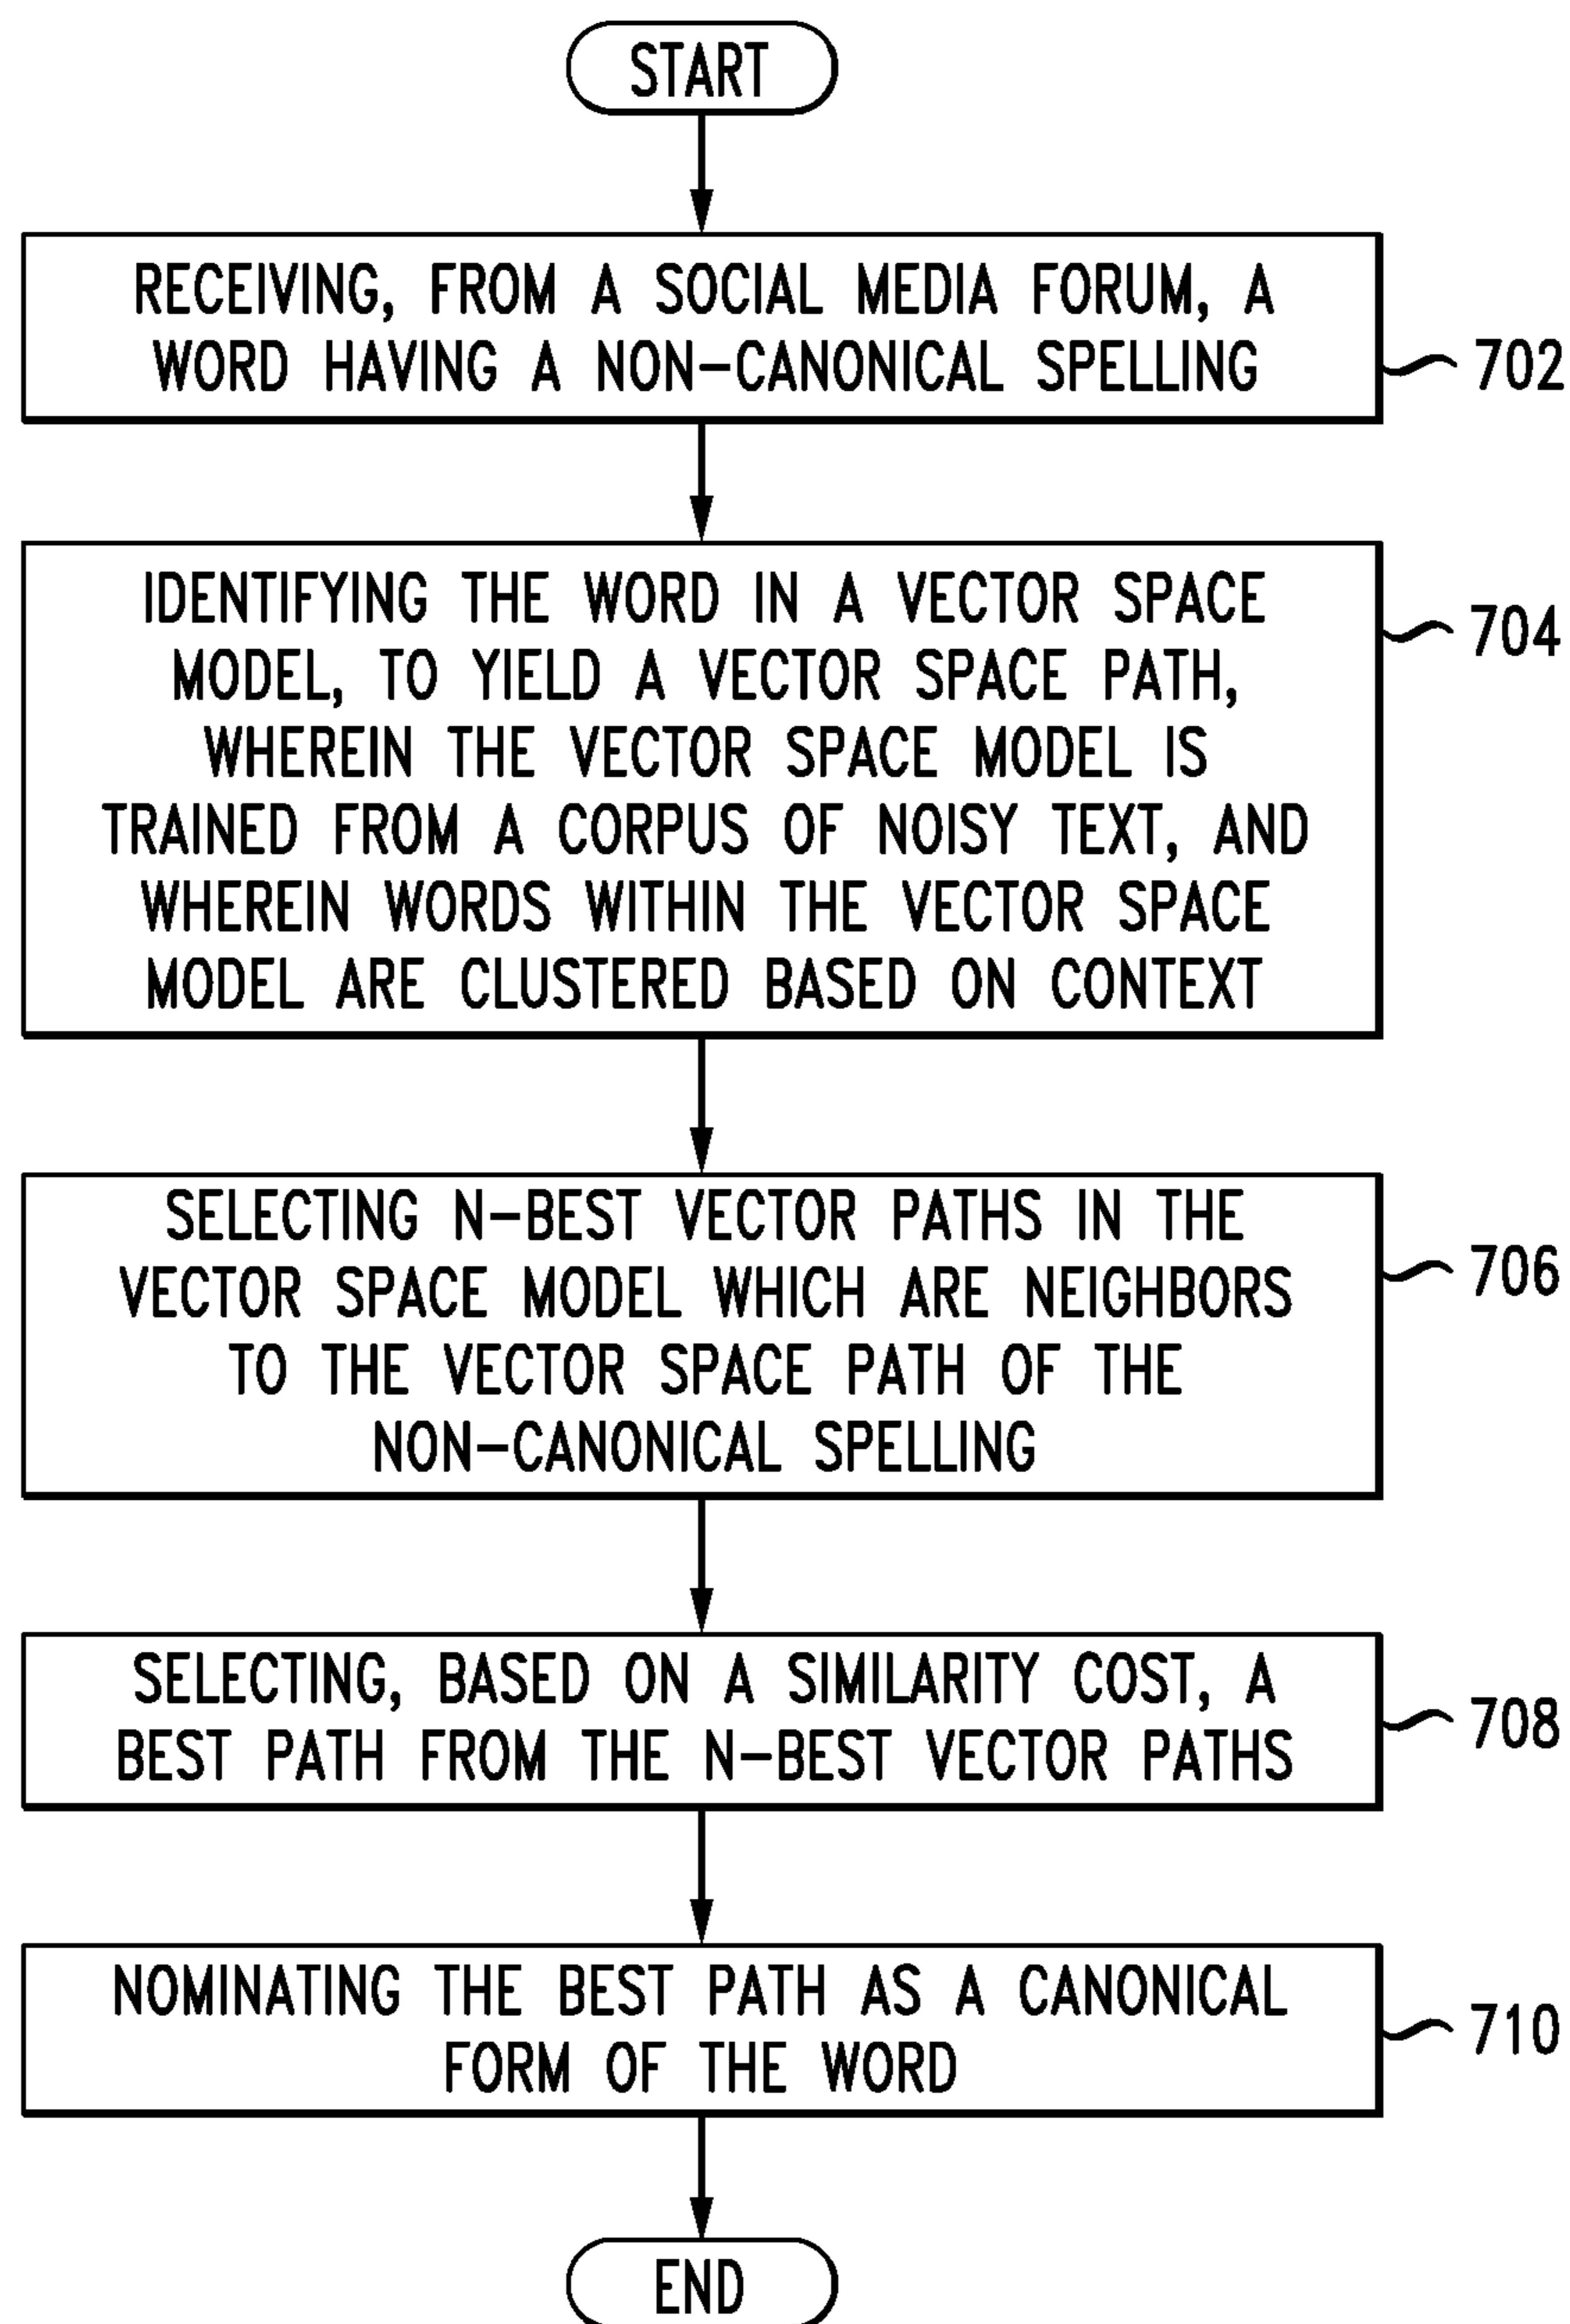 START
RECEIVING, FROM A SOCIAL MEDIA FORUM, A
WORD HAVING A NON-CANONICAL SPELLING
702
IDENTIFYING THE WORD IN A VECTOR SPACE
MODEL, TO YIELD A VECTOR SPACE PATH,
WHEREIN THE VECTOR SPACE MODEL IS
TRAINED FROM A CORPUS OF NOISY TEXT, AND
WHEREIN WORDS WITHIN THE VECTOR SPACE
MODEL ARE CLUSTERED BASED ON CONTEXT
704
SELECTING N-BEST VECTOR PATHS IN THE
VECTOR SPACE MODEL WHICH ARE NEIGHBORS
TO THE VECTOR SPACE PATH OF THE
NON-CANONICAL SPELLING
706
SELECTING, BASED ON A SIMILARITY COST, A
BEST PATH FROM THE N-BEST VECTOR PATHS
708
NOMINATING THE BEST PATH AS A CANONICAL
FORM OF THE WORD
710
END